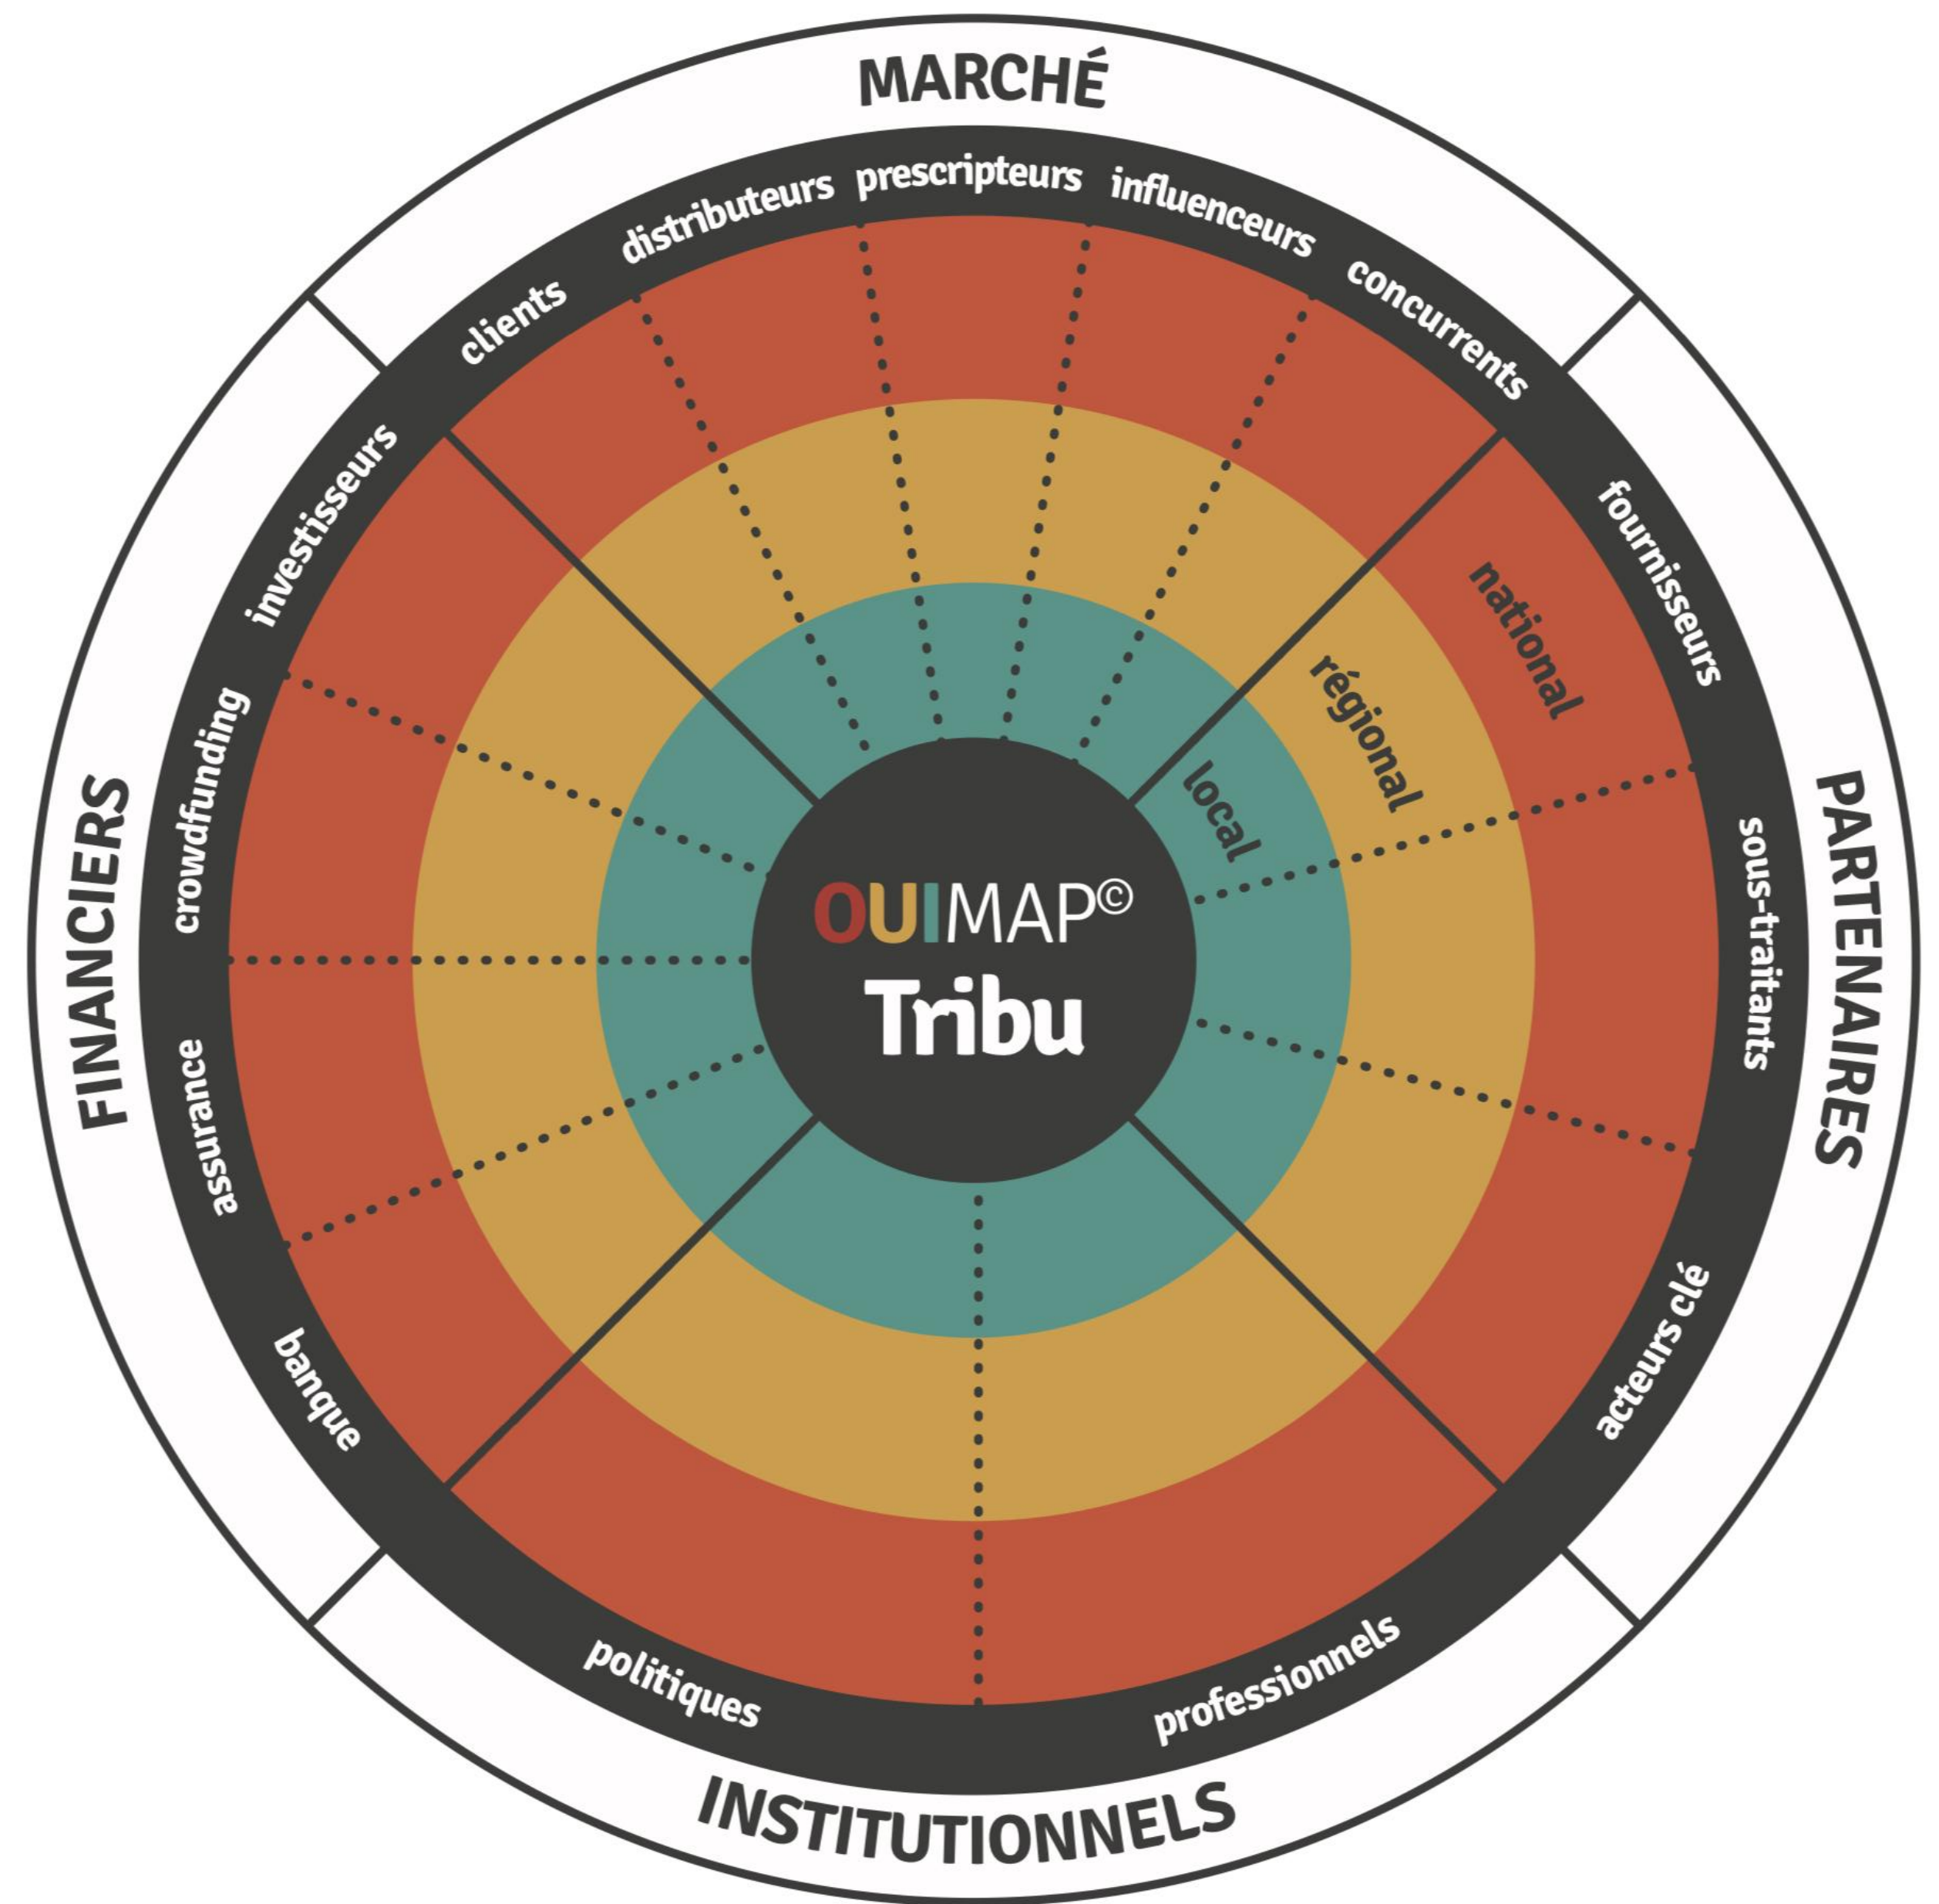 MARCHÉ
clients
distributeurs
prescripteurs
influenceurs
concurrents
PARTENAIRES
fournisseurs
sous-traitants
acteurs clé
national
régional
local
INSTITUTIONNELS
professionnels
politiques
FINANCIERS
banque
assurance
crowdfunding
investisseurs
OUIMAP©
Tribu